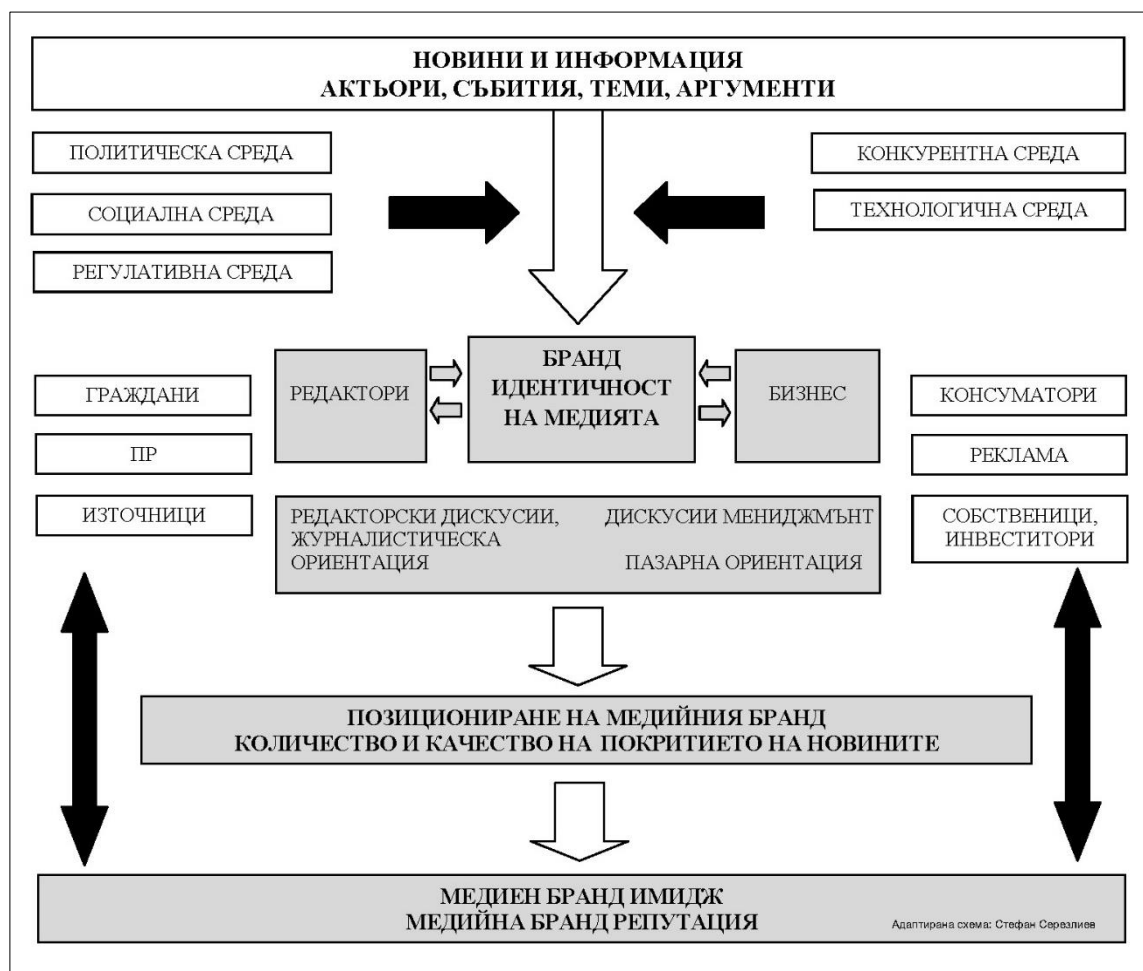 НОВИНИ И ИНФОРМАЦИЯ
АКТЬОРИ, СЪБИТИЯ, ТЕМИ, АРГУМЕНТИ
ПОЛИТИЧЕСКА СРЕДА
СОЦИАЛНА СРЕДА
РЕГУЛАТИВНА СРЕДА
КОНКУРЕНТНА СРЕДА
ТЕХНОЛОГИЧНА СРЕДА
ГРАЖДАНИ
ПР
ИЗТОЧНИЦИ
РЕДАКТОРИ
БРАНД
ИДЕНТИЧНОСТ
НА МЕДИЯТА
БИЗНЕС
КОНСУМАТОРИ
РЕКЛАМА
СОБСТВЕНИЦИ,
ИНВЕСТИТОРИ
РЕДАКТОРСКИ ДИСКУСИИ,
ЖУРНАЛИСТИЧЕСКА
ОРИЕНТАЦИЯ
ДИСКУСИИ МЕНИДЖМЪНТ
ПАЗАРНА ОРИЕНТАЦИЯ
ПОЗИЦИОНИРАНЕ НА МЕДИЙНИЯ БРАНД
КОЛИЧЕСТВО И КАЧЕСТВО НА ПОКРИТИЕТО НА НОВИНИТЕ
МЕДИЕН БРАНД ИМИДЖ
МЕДИЙНА БРАНД РЕПУТАЦИЯ
Адаптирана схема: Стефан Серезлиев